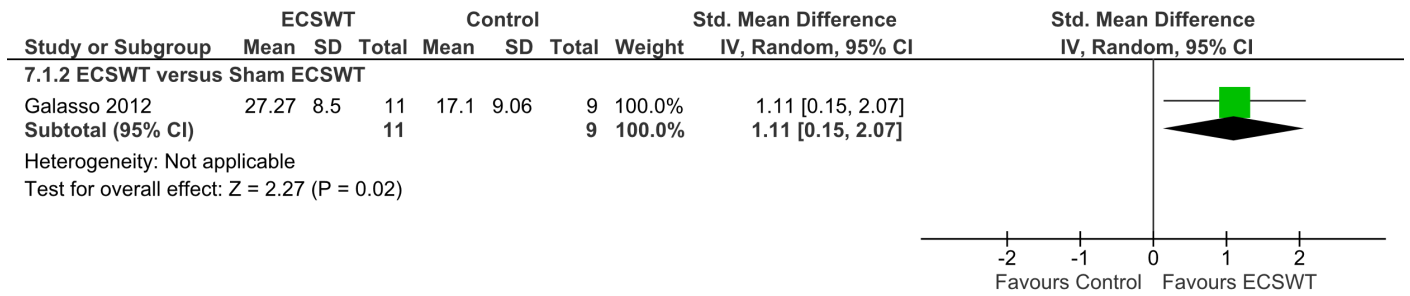 ECSWT Control Std. Mean Difference Std. Mean Difference
Study or Subgroup Mean SD Total Mean SD Total Weight IV, Random, 95% CI IV, Random, 95% CI
7.1.2 ECSWT versus Sham ECSWT
Galasso 2012 27.27 8.5 11 17.1 9.06 9 100.0% 1.11 [0.15, 2.07]
Subtotal (95% CI) 11 9 100.0% 1.11 [0.15, 2.07]
Heterogeneity: Not applicable
Test for overall effect: Z = 2.27 (P = 0.02)
-2 -1 0 1 2
Favours Control Favours ECSWT